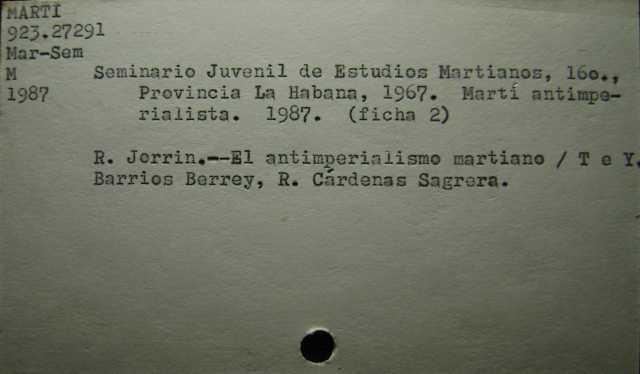 MARTÍ
923.27291
Mar-Sem
M Seminario Juvenil de Estudios Martianos, 16o.,
1987 Provincia La Habana, 1967. Martí antimpe-
rialista. 1987. (ficha 2)
R. Jorrin.--El antimperialismo martiano / T e Y.
Barrios Berrey, R. Cárdenas Sagrera.